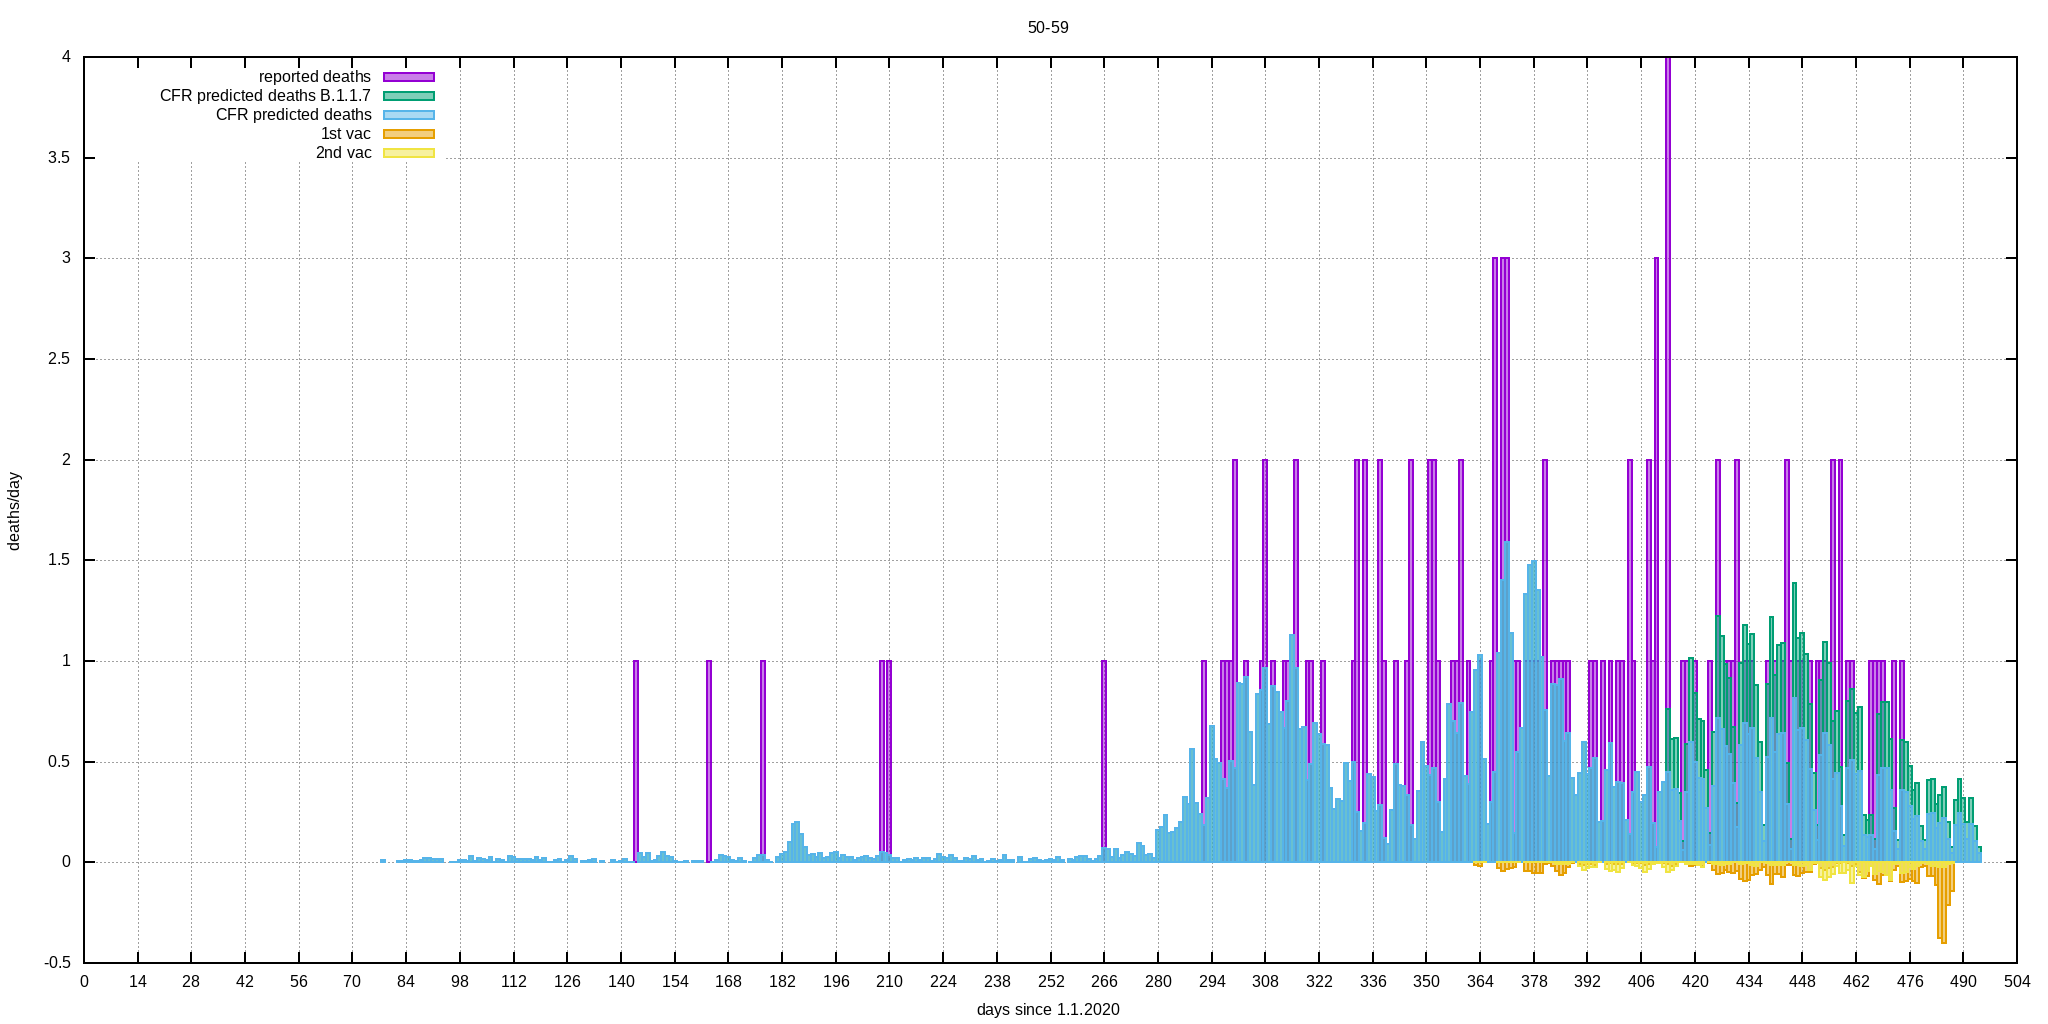 50-59
reported deaths
CFR predicted deaths B.1.1.7
CFR predicted deaths
1st vac
2nd vac
4
3.5
3
2.5
2
1.5
1
0.5
0
-0.5
deaths/day
0 14 28 42 56 70 84 98 112 126 140 154 168 182 196 210 224 238 252 266 280 294 308 322 336 350 364 378 392 406 420 434 448 462 476 490 504
days since 1.1.2020